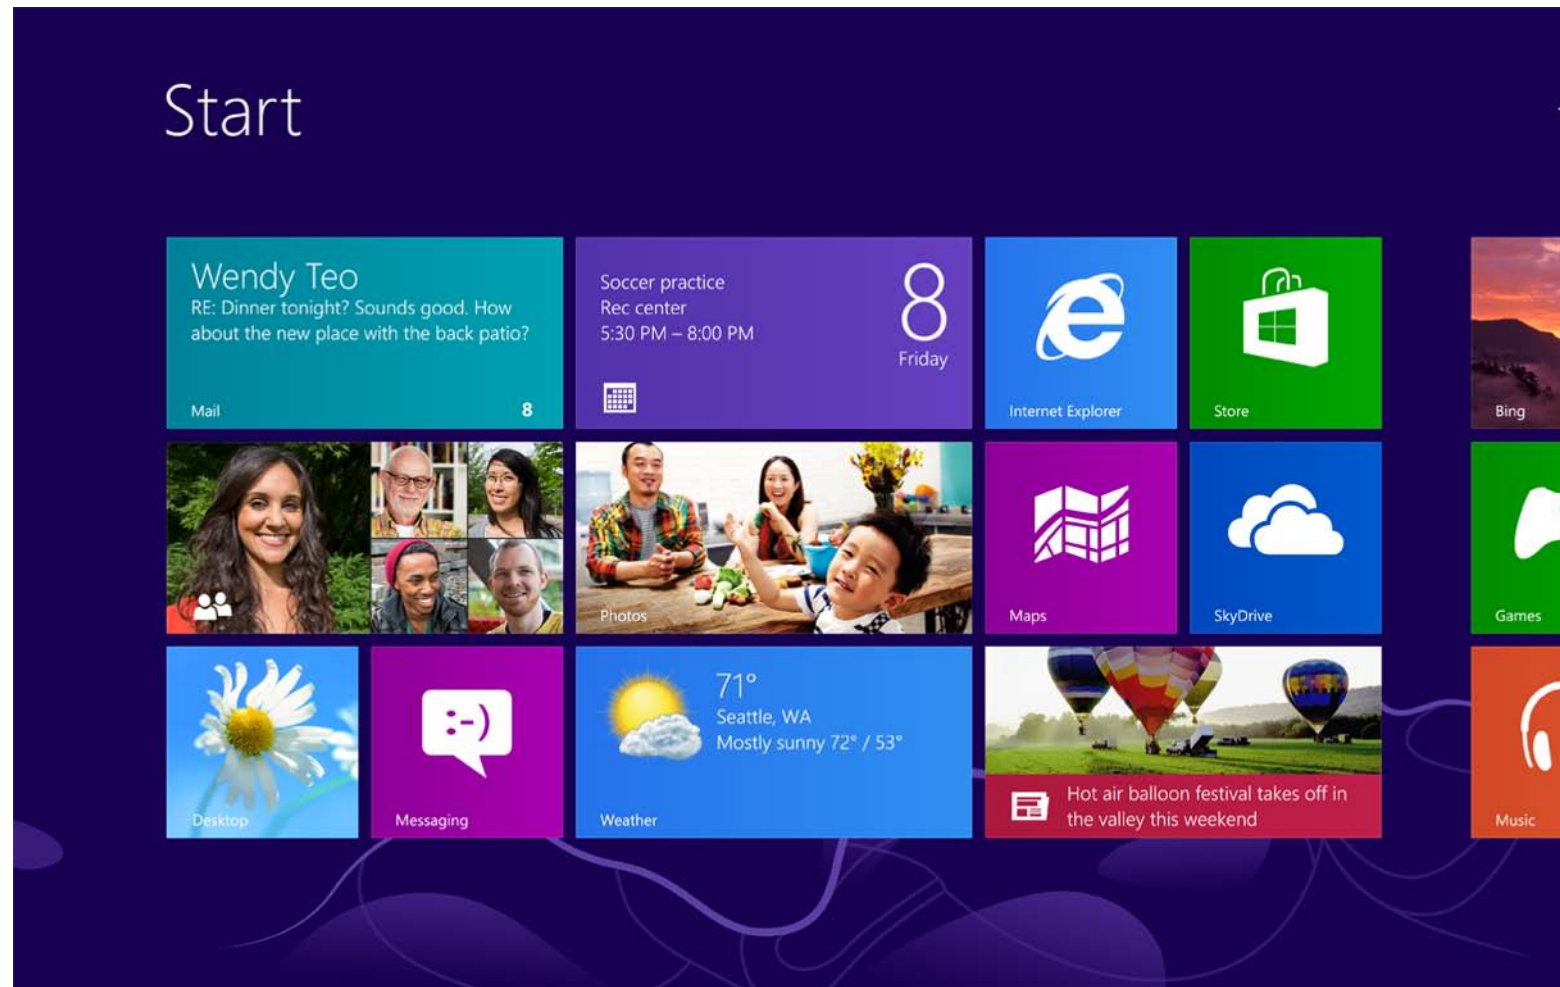 Start
Wendy Teo
RE: Dinner tonight? Sounds good. How
about the new place with the back patio?
Mail
8
Soccer practice
Rec center
5:30 PM – 8:00 PM
8
Friday
Internet Explorer
Store
Bing
Photos
Maps
SkyDrive
Games
Desktop
:-)
Messaging
71°
Seattle, WA
Mostly sunny 72° / 53°
Weather
Hot air balloon festival takes off in
the valley this weekend
Music